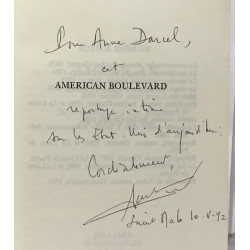 Pour Anne Darcel,
cet
AMERICAN BOULEVARD
reportage intime
sur les Etats Unis d'aujourd'hui.
Cordialement,
Saint Malo 10.5.92